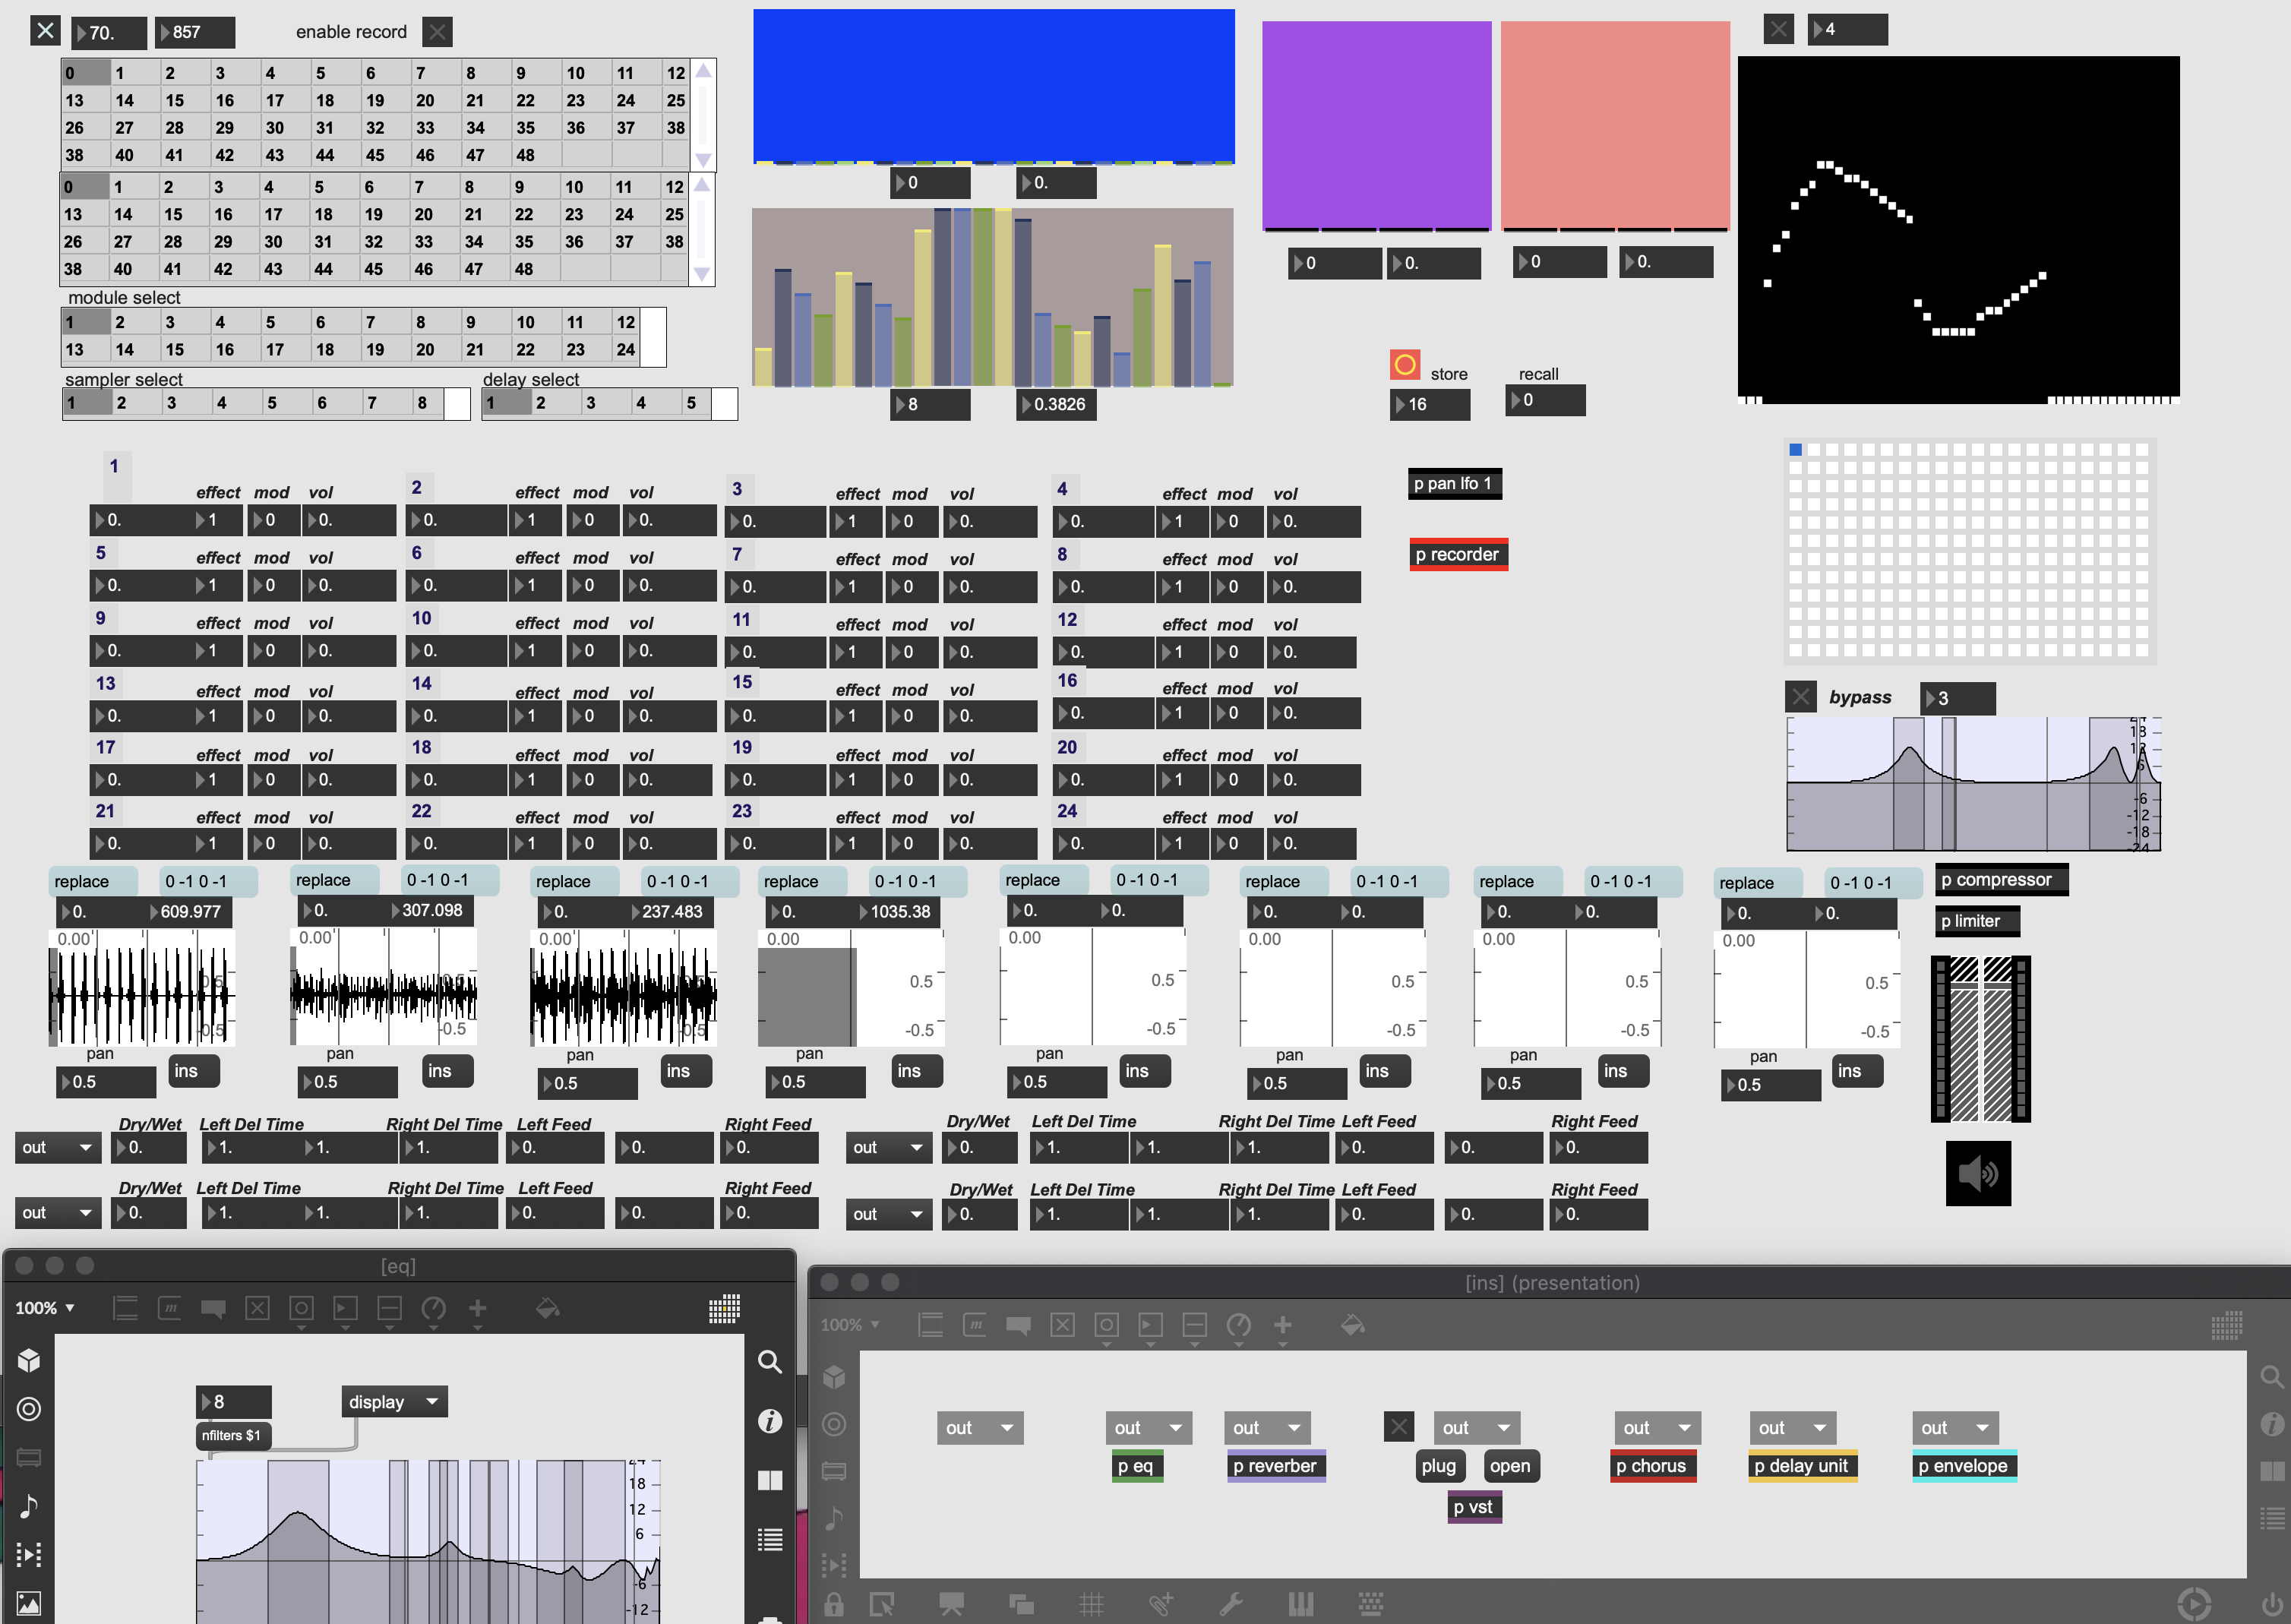 70. 857 enable record 4
0 1 2 3 4 5 6 7 8 9 10 11 12
13 14 15 16 17 18 19 20 21 22 23 24 25
26 27 28 29 30 31 32 33 34 35 36 37 38
38 40 41 42 43 44 45 46 47 48
0 1 2 3 4 5 6 7 8 9 10 11 12
13 14 15 16 17 18 19 20 21 22 23 24 25
26 27 28 29 30 31 32 33 34 35 36 37 38
38 40 41 42 43 44 45 46 47 48
module select
1 2 3 4 5 6 7 8 9 10 11 12
13 14 15 16 17 18 19 20 21 22 23 24
sampler select delay select
1 2 3 4 5 6 7 8 1 2 3 4 5
0 0.
8 0.3826
0 0. 0 0.
store recall
16 0
p pan lfo 1
p recorder
1 effect mod vol 2 effect mod vol 3 effect mod vol 4 effect mod vol
0. 1 0 0. 0. 1 0 0. 0. 1 0 0. 0. 1 0 0.
5 effect mod vol 6 effect mod vol 7 effect mod vol 8 effect mod vol
0. 1 0 0. 0. 1 0 0. 0. 1 0 0. 0. 1 0 0.
9 effect mod vol 10 effect mod vol 11 effect mod vol 12 effect mod vol
0. 1 0 0. 0. 1 0 0. 0. 1 0 0. 0. 1 0 0.
13 effect mod vol 14 effect mod vol 15 effect mod vol 16 effect mod vol
0. 1 0 0. 0. 1 0 0. 0. 1 0 0. 0. 1 0 0.
17 effect mod vol 18 effect mod vol 19 effect mod vol 20 effect mod vol
0. 1 0 0. 0. 1 0 0. 0. 1 0 0. 0. 1 0 0.
21 effect mod vol 22 effect mod vol 23 effect mod vol 24 effect mod vol
0. 1 0 0. 0. 1 0 0. 0. 1 0 0. 0. 1 0 0.
bypass 3
24
18
12
6
-6
-12
-18
-24
replace 0 -1 0 -1 replace 0 -1 0 -1 replace 0 -1 0 -1 replace 0 -1 0 -1 replace 0 -1 0 -1 replace 0 -1 0 -1 replace 0 -1 0 -1 replace 0 -1 0 -1
0. 609.977 0. 307.098 0. 237.483 0. 1035.38 0. 0. 0. 0. 0. 0. 0. 0.
0.00 0.00 0.00 0.00 0.00 0.00 0.00 0.00
0.5 0.5 0.5 0.5 0.5 0.5 0.5 0.5
-0.5 -0.5 -0.5 -0.5 -0.5 -0.5 -0.5 -0.5
pan pan pan pan pan pan pan pan
0.5 ins 0.5 ins 0.5 ins 0.5 ins 0.5 ins 0.5 ins 0.5 ins 0.5 ins
p compressor
p limiter
Dry/Wet Left Del Time Right Del Time Left Feed Right Feed Dry/Wet Left Del Time Right Del Time Left Feed Right Feed
out 0. 1. 1. 1. 0. 0. 0. out 0. 1. 1. 1. 0. 0. 0.
Dry/Wet Left Del Time Right Del Time Left Feed Right Feed Dry/Wet Left Del Time Right Del Time Left Feed Right Feed
out 0. 1. 1. 1. 0. 0. 0. out 0. 1. 1. 1. 0. 0. 0.
[eq]
100%
8 display
nfilters $1
24
18
12
6
-6
-12
[ins] (presentation)
100%
out out out out out out out
p eq p reverber plug open p chorus p delay unit p envelope
p vst